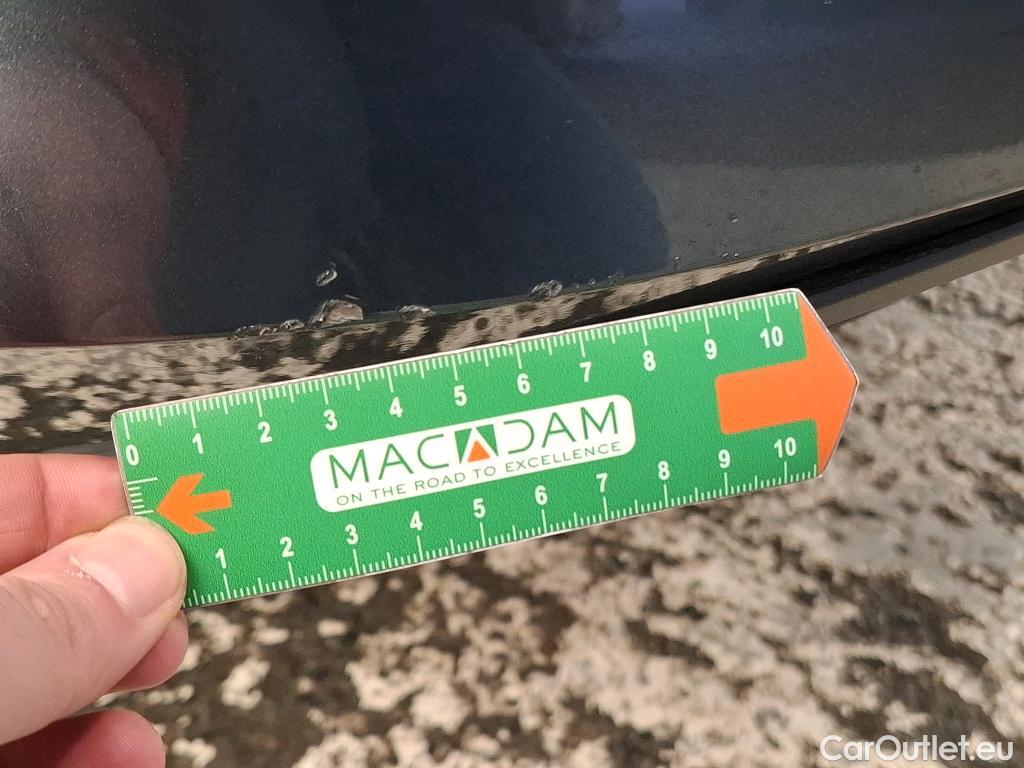 0 1 2 3 4 5 6 7 8 9 10
MACADAM
ON THE ROAD TO EXCELLENCE
1 2 3 4 5 6 7 8 9 10
CarOutlet.eu